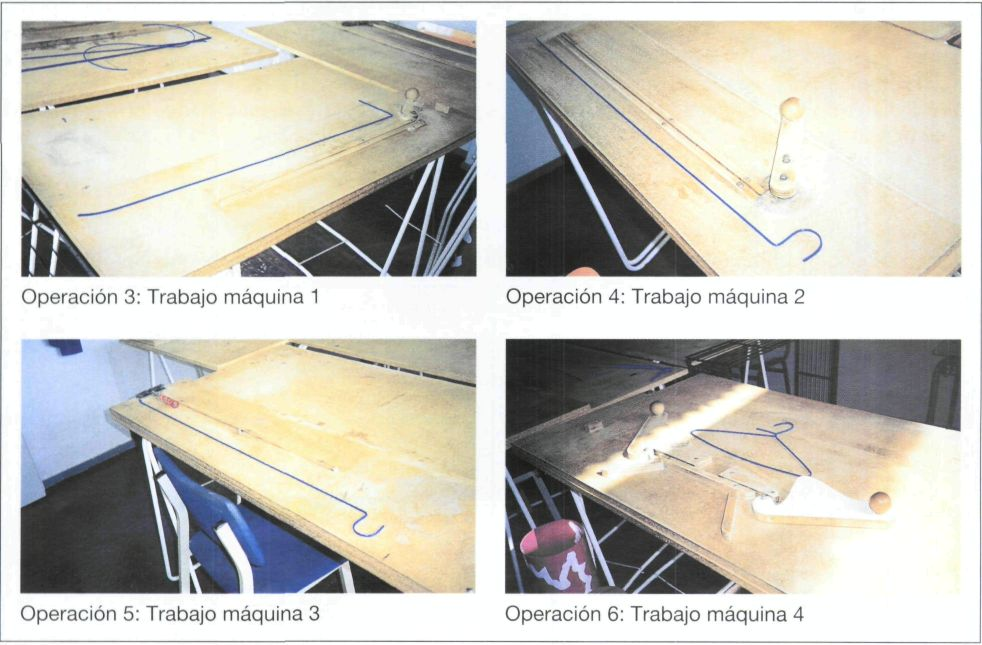 Operación 3: Trabajo máquina 1
Operación 4: Trabajo máquina 2
Operación 5: Trabajo máquina 3
Operación 6: Trabajo máquina 4